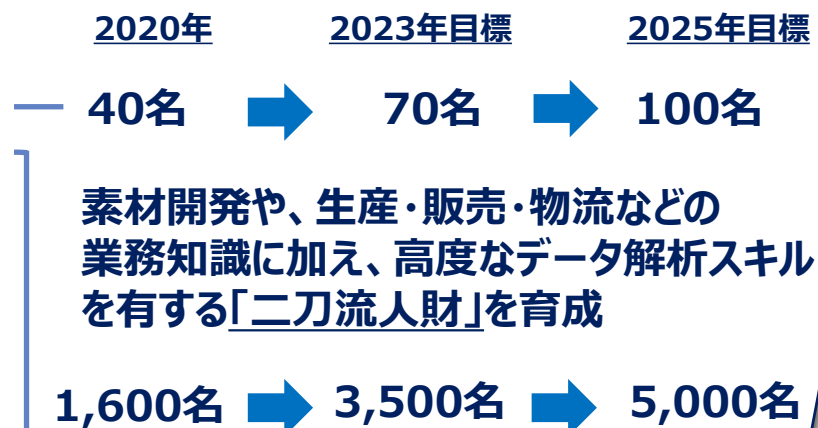 2020年 2023年目標 2025年目標
40名 70名 100名
素材開発や、生産・販売・物流などの
業務知識に加え、高度なデータ解析スキル
を有する「二刀流人財」を育成
1,600名 3,500名 5,000名